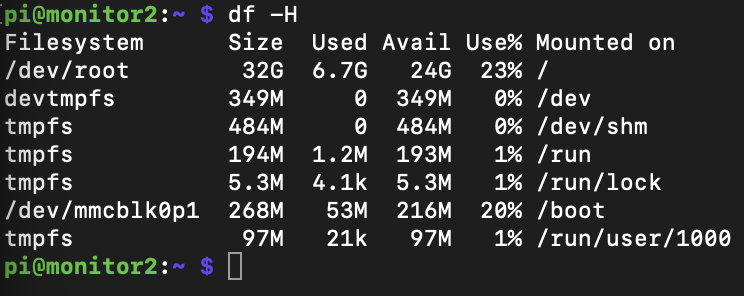 pi@monitor2:~ $ df -H
Filesystem Size Used Avail Use% Mounted on
/dev/root 32G 6.7G 24G 23% /
devtmpfs 349M 0 349M 0% /dev
tmpfs 484M 0 484M 0% /dev/shm
tmpfs 194M 1.2M 193M 1% /run
tmpfs 5.3M 4.1k 5.3M 1% /run/lock
/dev/mmcblk0p1 268M 53M 216M 20% /boot
tmpfs 97M 21k 97M 1% /run/user/1000
pi@monitor2:~ $